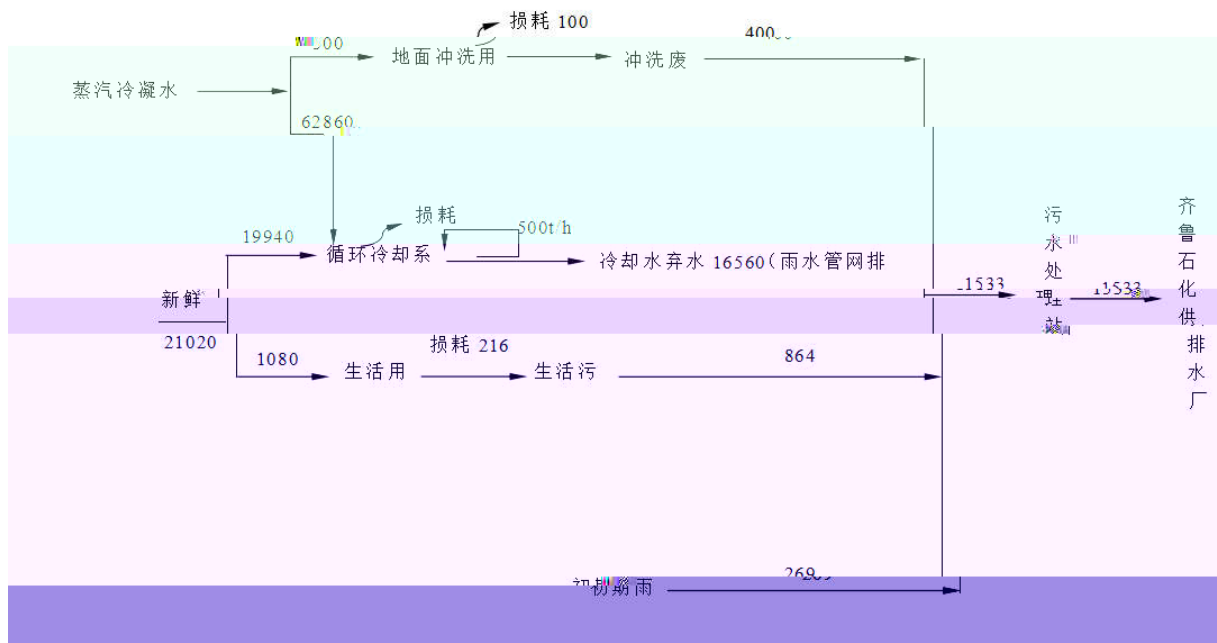 损耗 100
地面冲洗用
冲洗废
蒸汽冷凝水
62860
损耗
500t/h
19940
循环冷却系
冷却水弃水 16560（雨水管网排
新鲜
21020
1080
损耗 216
生活用
生活污
864
污水处理站
齐鲁石化供排水厂
1533
期雨